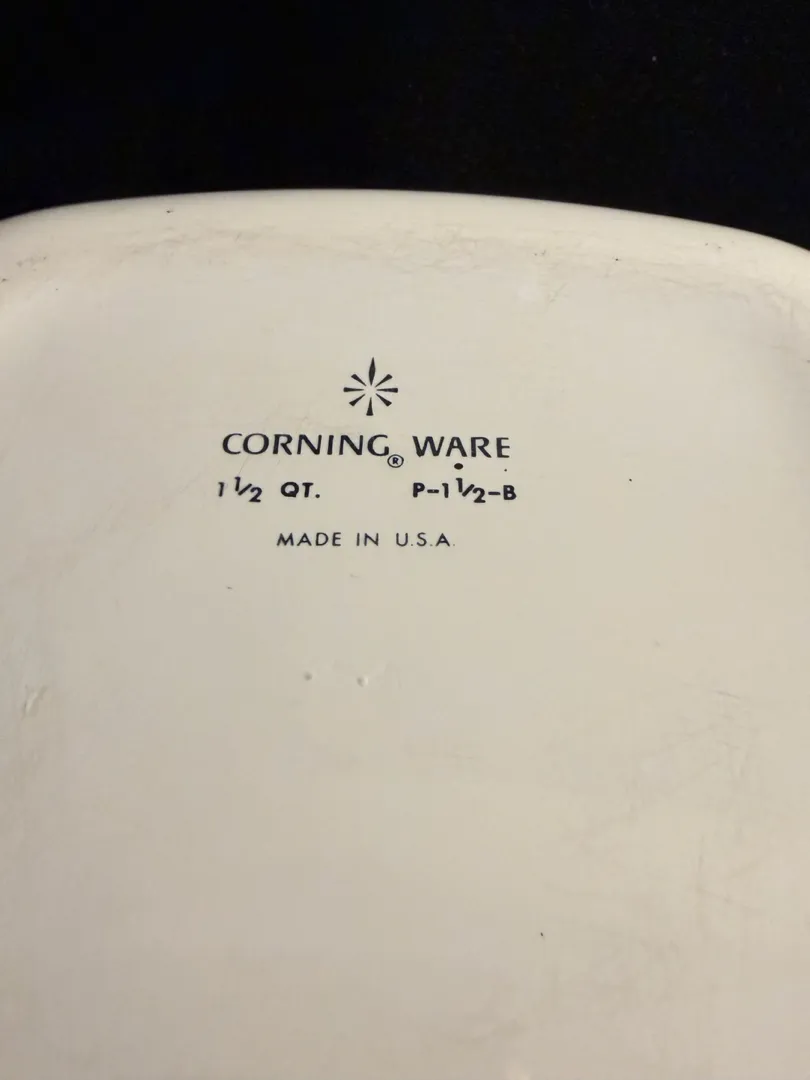 CORNING® WARE
1 1/2 QT. P-1 1/2-B
MADE IN U.S.A.